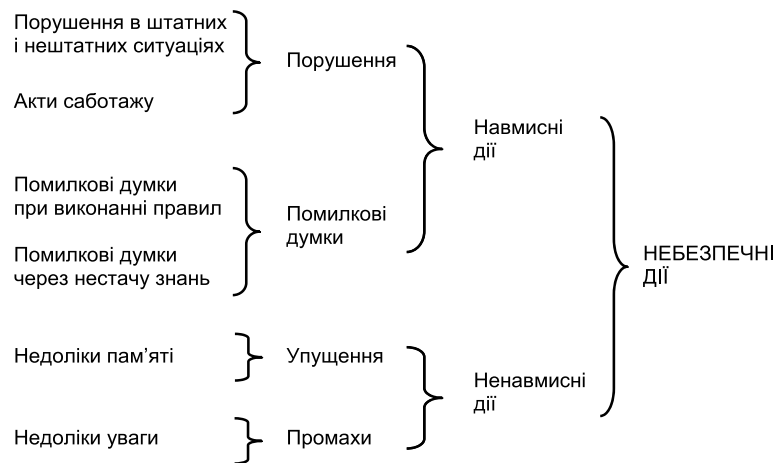 Порушення в штатних
і нештатних ситуаціях
Порушення
Акти саботажу
Навмисні
дії
Помилкові думки
при виконанні правил
Помилкові
думки
Помилкові думки
через нестачу знань
НЕБЕЗПЕЧНІ
ДІЇ
Недоліки пам’яті
Упущення
Ненавмисні
дії
Недоліки уваги
Промахи